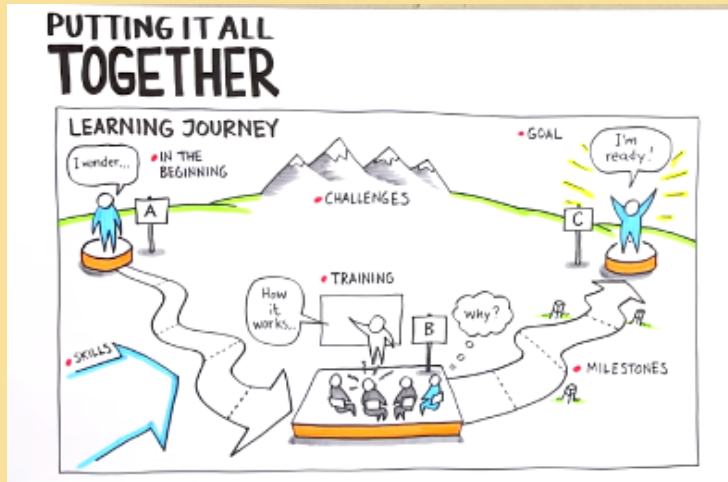 PUTTING IT ALL
TOGETHER
LEARNING JOURNEY
I wonder...
IN THE
BEGINNING
A
CHALLENGES
GOAL
I'm
ready!
C
TRAINING
How
it
works...
B
Why?
SKILLS
MILESTONES